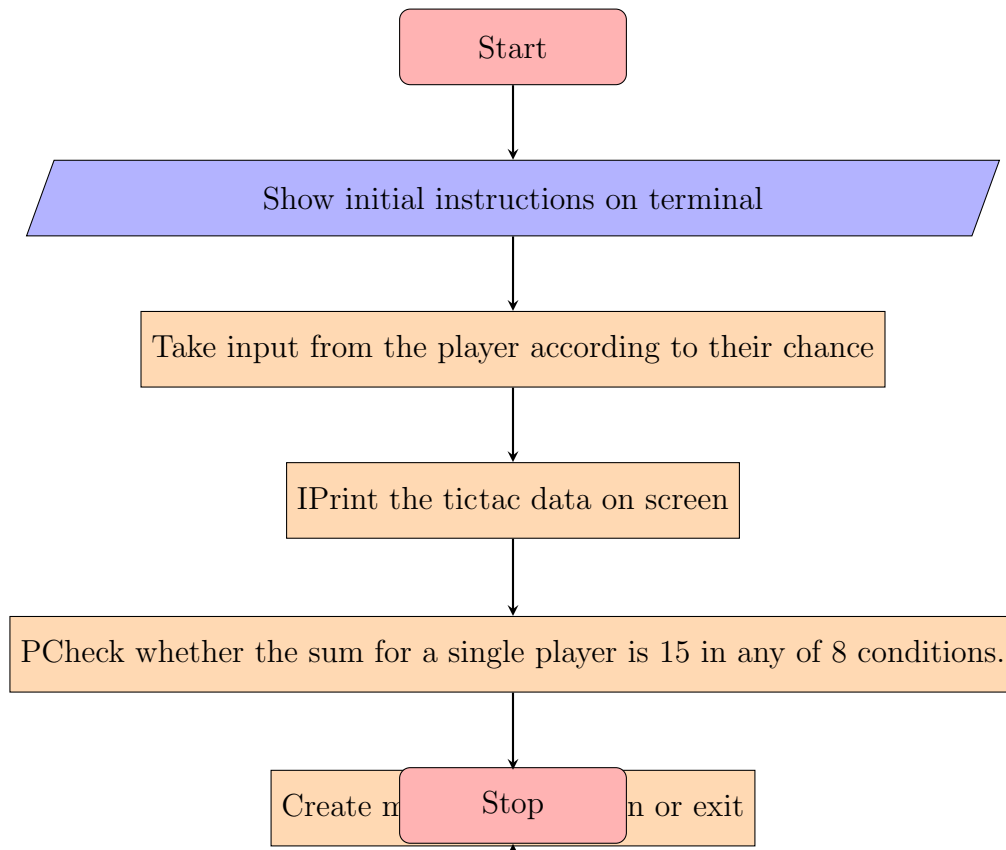 Start
Show initial instructions on terminal
Take input from the player according to their chance
IPrint the tictac data on screen
PCheck whether the sum for a single player is 15 in any of 8 conditions.
Create or exit
Stop